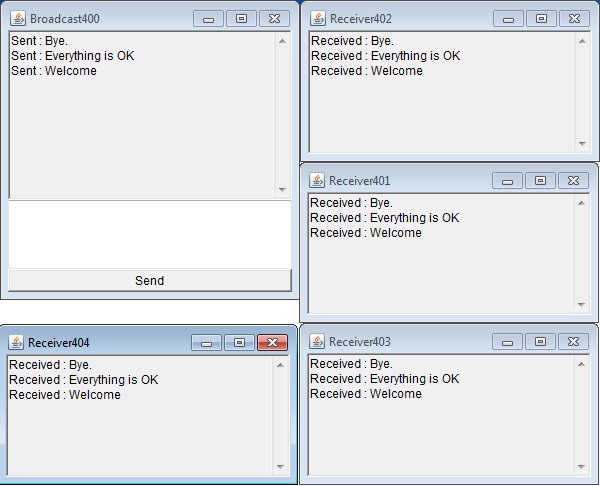 Broadcast400
Sent : Bye.
Sent : Everything is OK
Sent : Welcome
Send
Receiver402
Received : Bye.
Received : Everything is OK
Received : Welcome
Receiver401
Received : Bye.
Received : Everything is OK
Received : Welcome
Receiver404
Received : Bye.
Received : Everything is OK
Received : Welcome
Receiver403
Received : Bye.
Received : Everything is OK
Received : Welcome